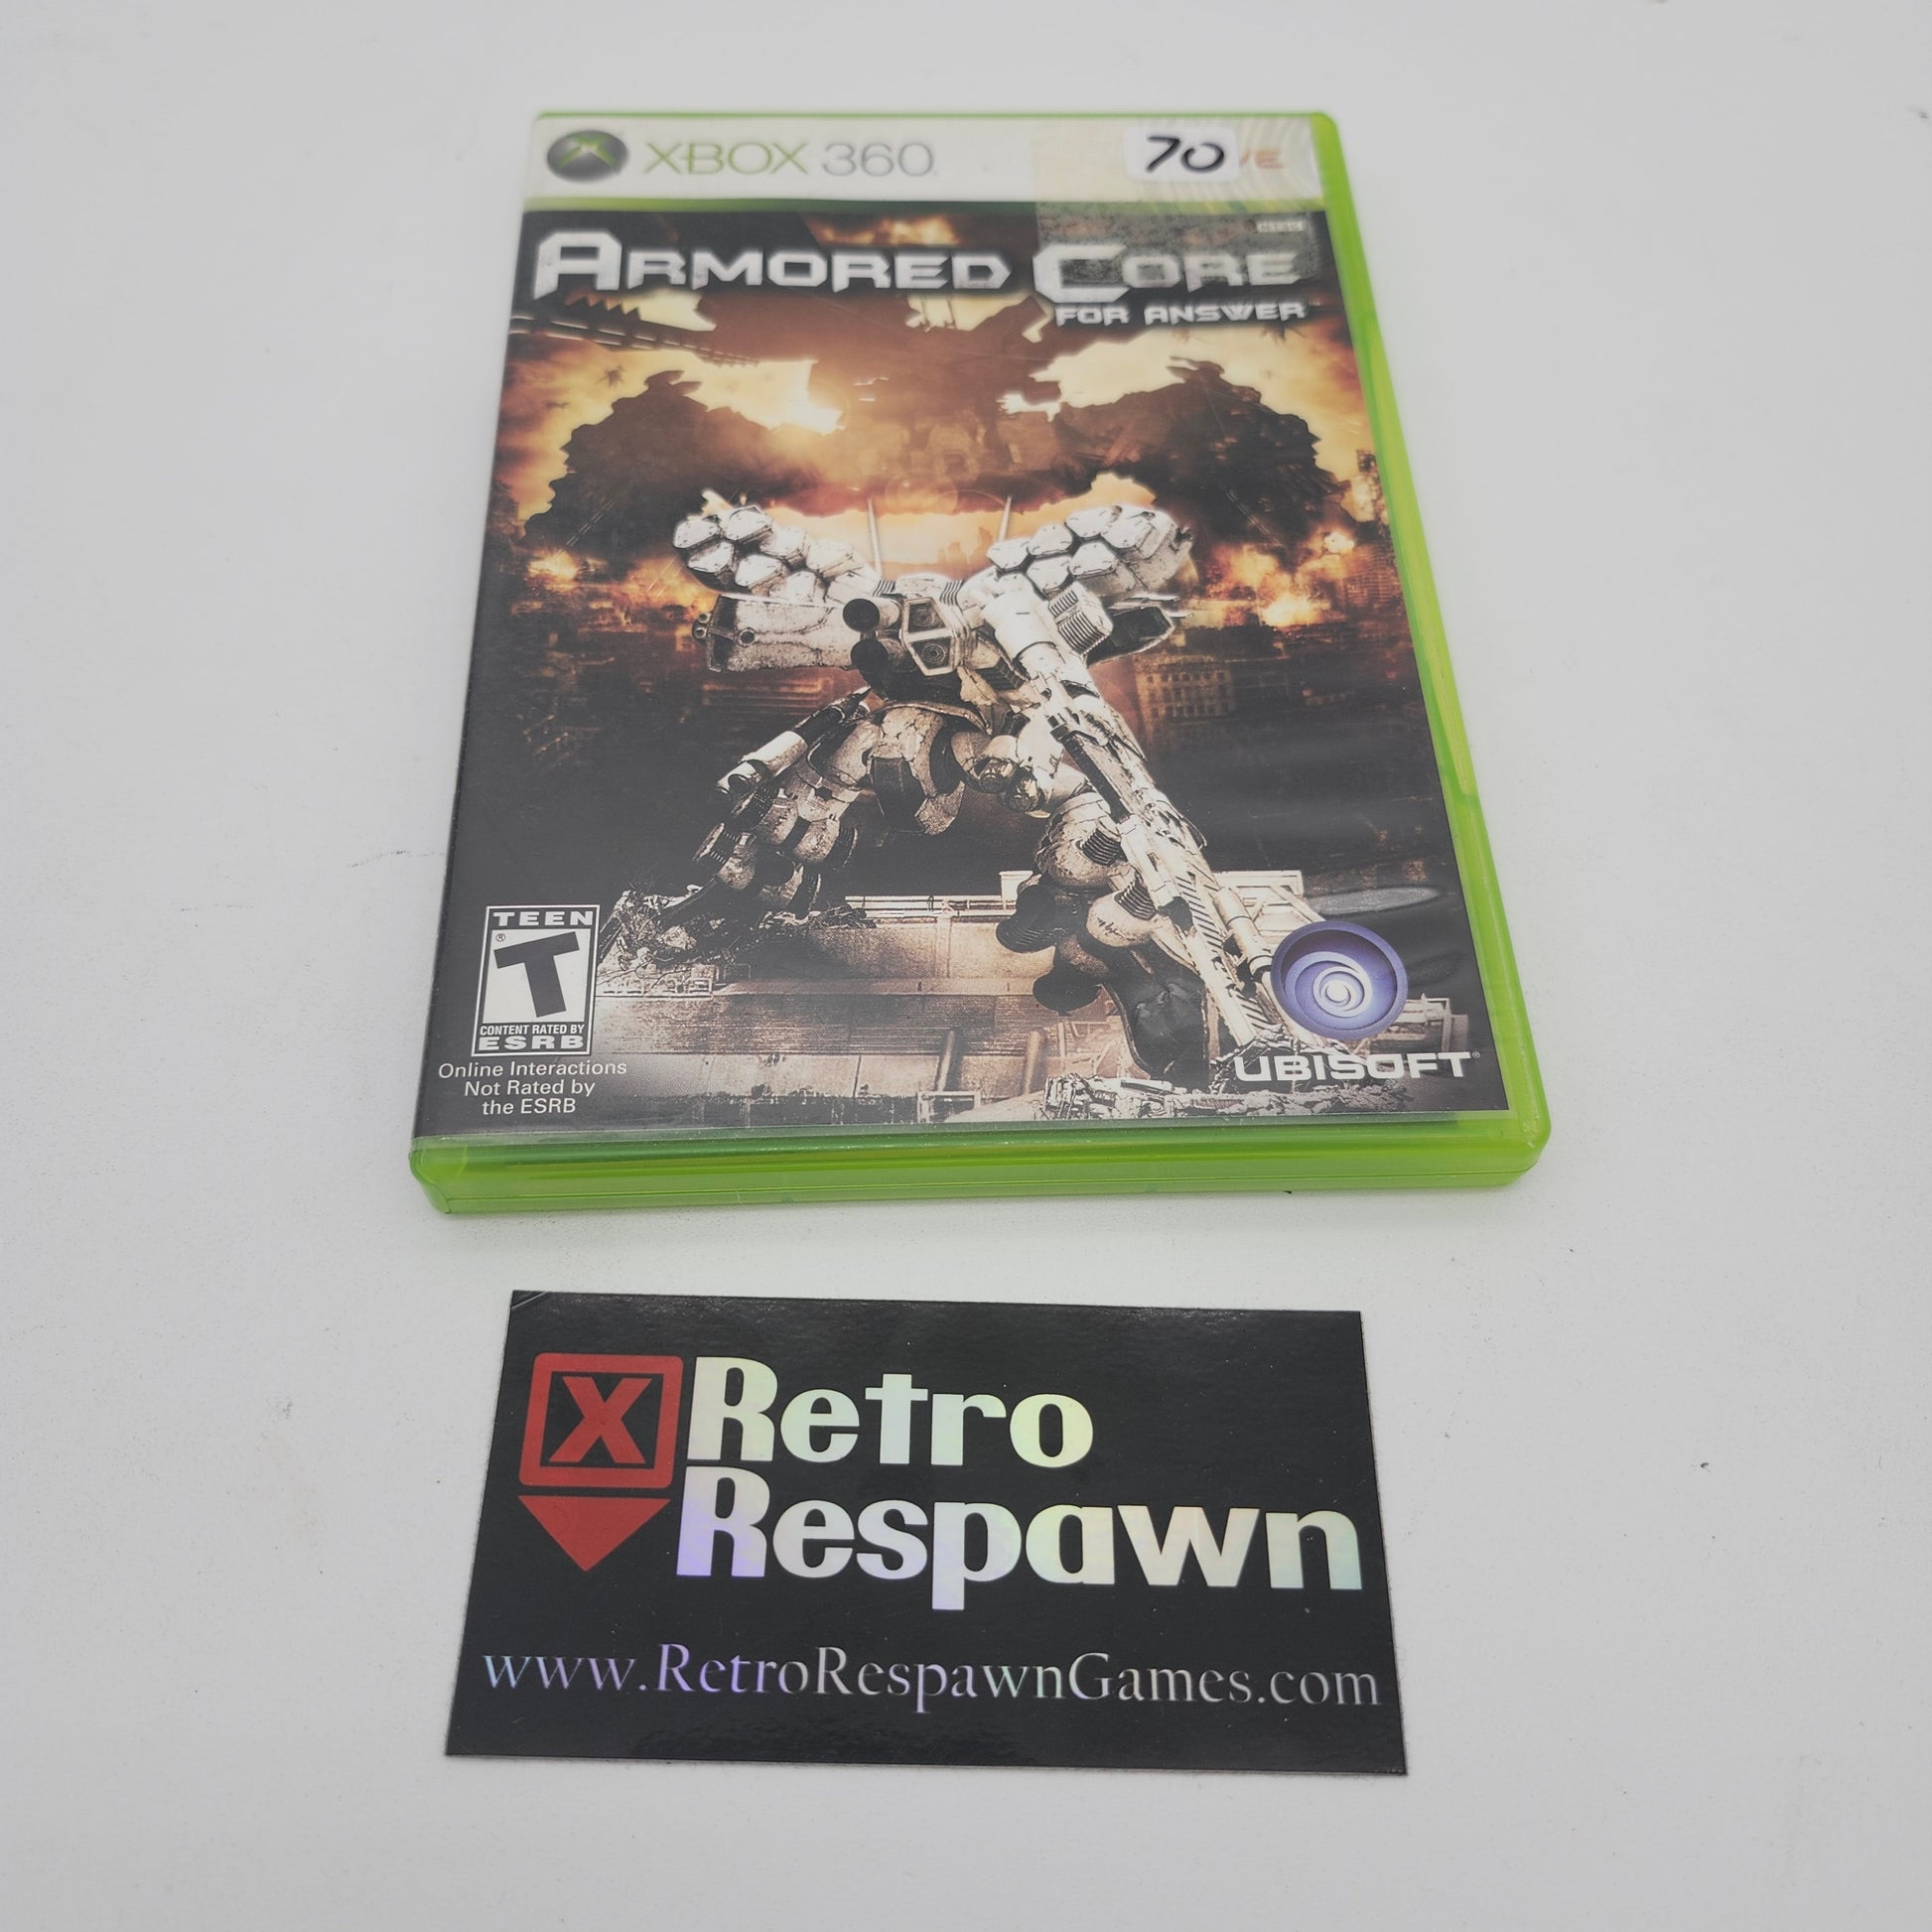 XBOX 360
70
ARMORED CORE
FOR ANSWER
TEEN
T
CONTENT RATED BY
ESRB
Online Interactions
Not Rated by
the ESRB
UBISOFT
X
Retro
Respawn
www.RetroRespawnGames.com